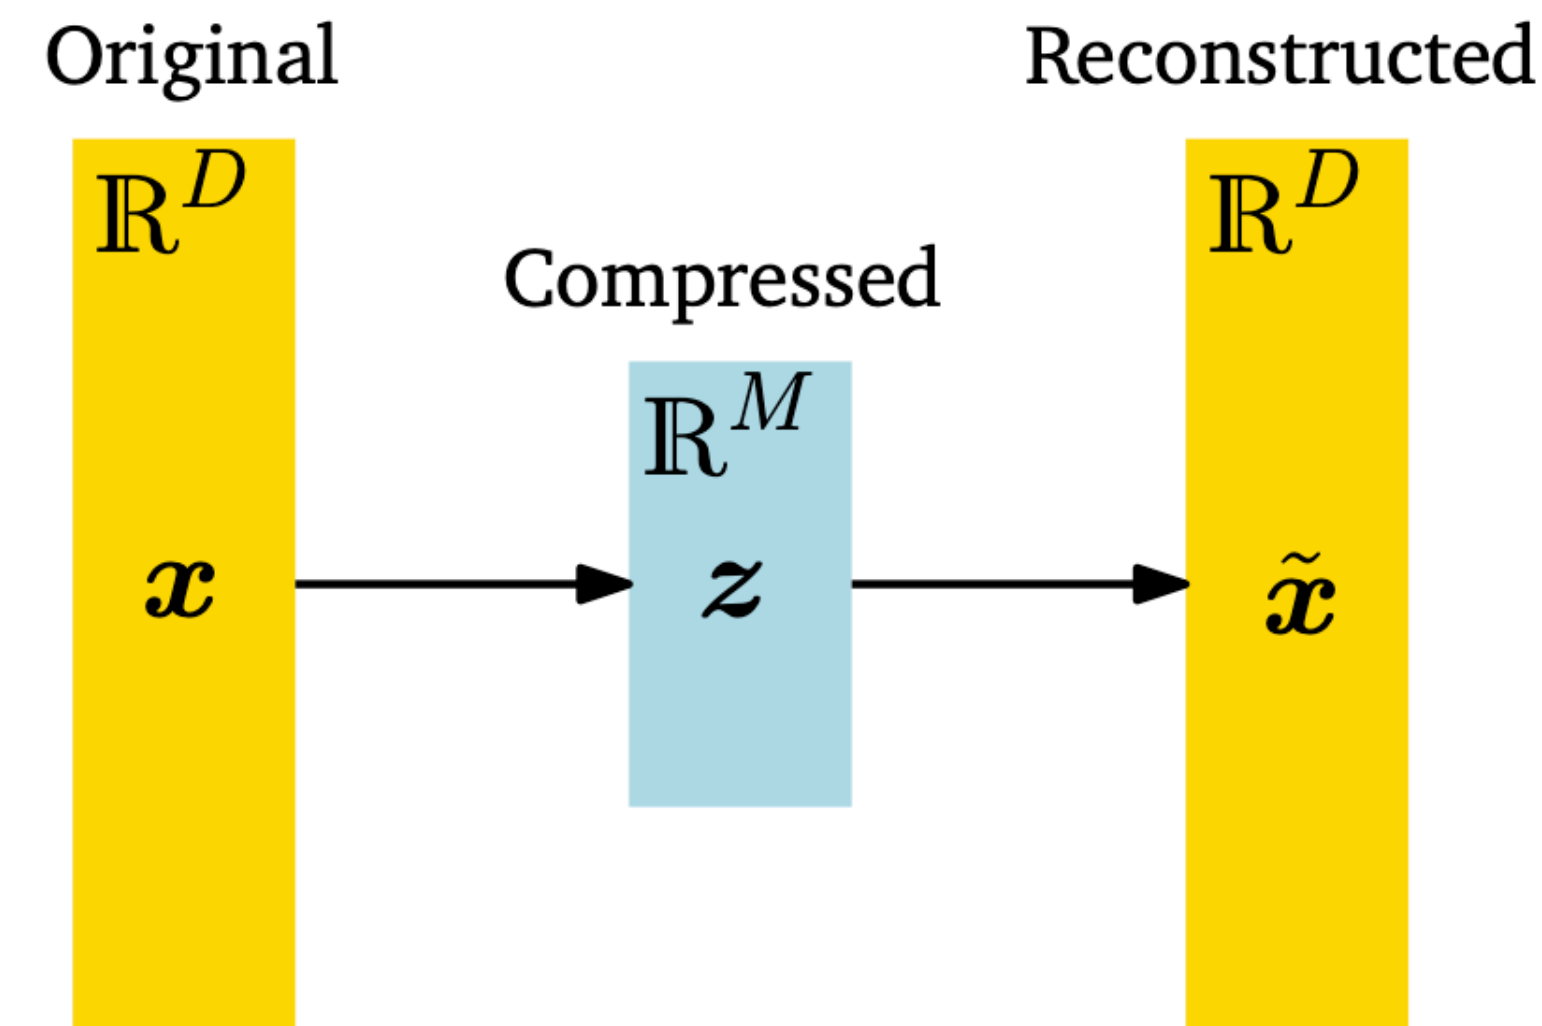 Original
Reconstructed
ℝ^D
ℝ^D
Compressed
ℝ^M
x
z
x̃